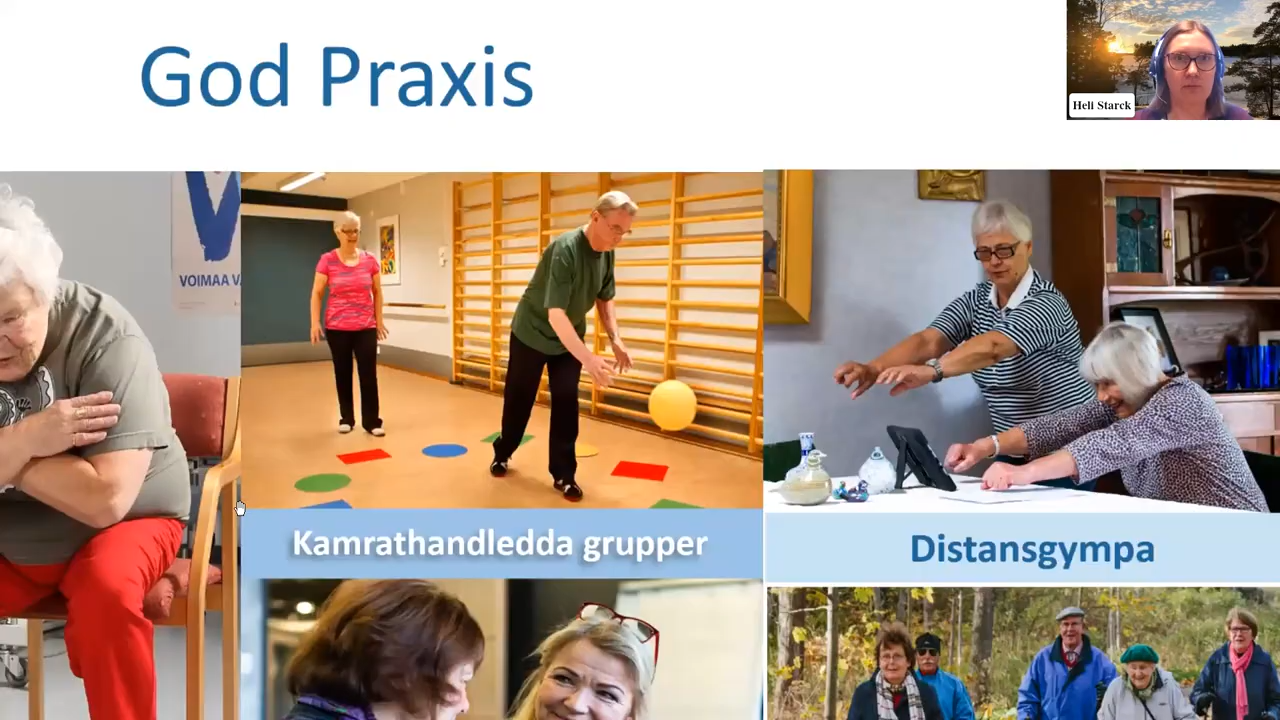 God Praxis
Heli Starck
VOIMAA V
Kamrathandledda grupper
Distansgympa